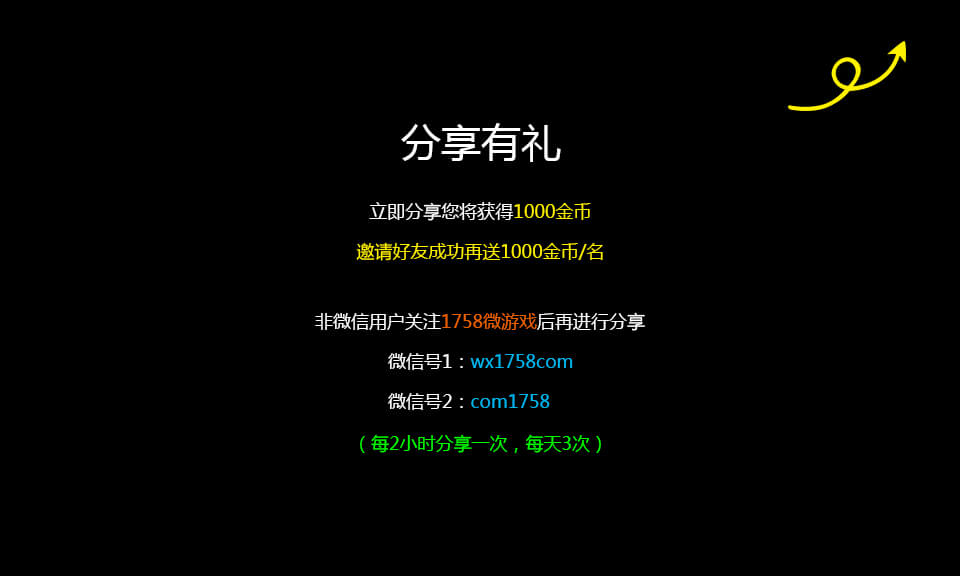 分享有礼
立即分享您将获得1000金币
邀请好友成功再送1000金币/名
非微信用户关注1758微游戏后再进行分享
微信号1：wx1758com
微信号2：com1758
（每2小时分享一次，每天3次）